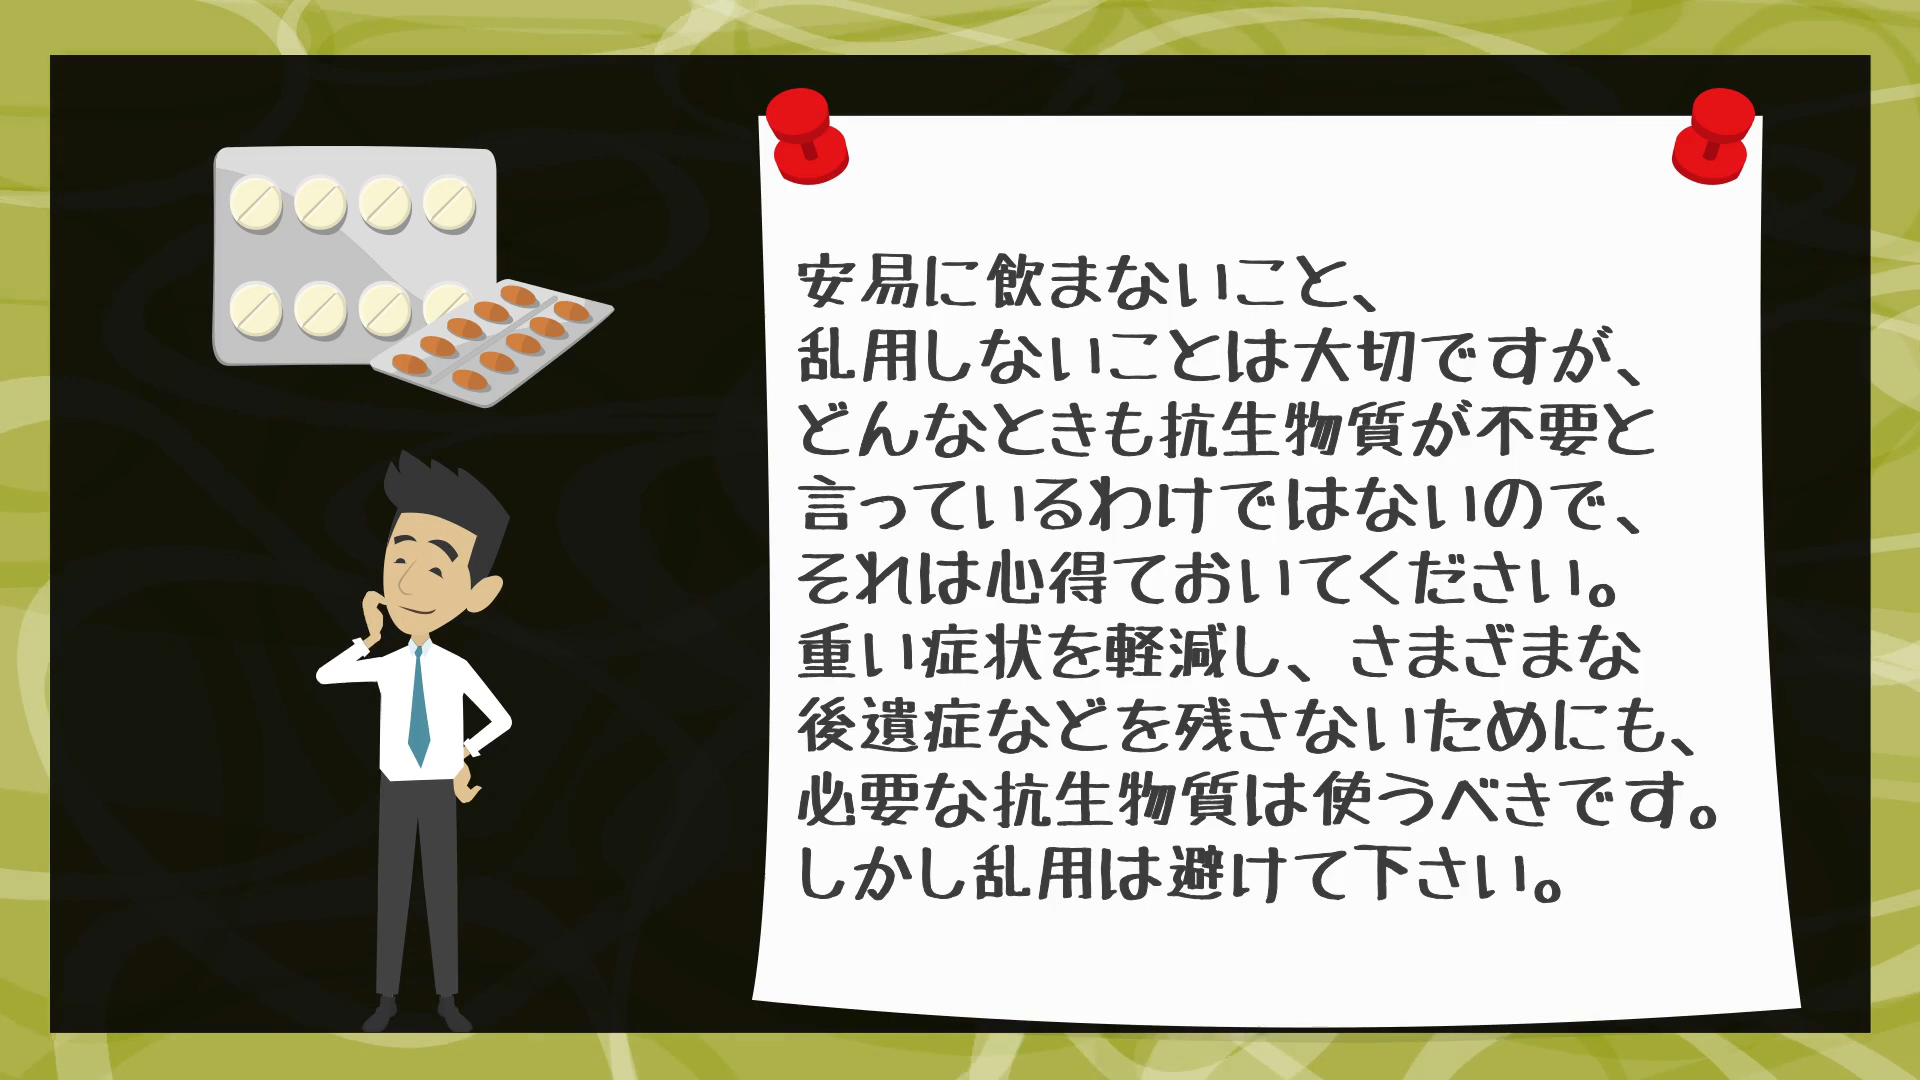 安易に飲まないこと、
乱用しないことは大切ですが、
どんなときも抗生物質が不要と
言っているわけではないので、
それは心得ておいてください。
重い症状を軽減し、さまざまな
後遺症などを残さないためにも、
必要な抗生物質は使うべきです。
しかし乱用は避けて下さい。